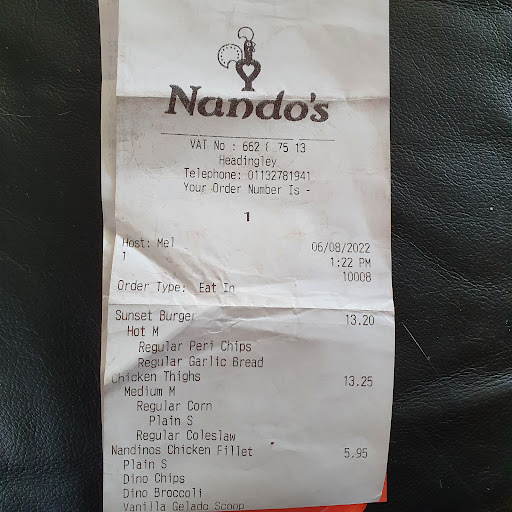 Nando's
VAT No : 662 8 75 13
Headingley
Telephone: 01132781941
Your Order Number Is -
1
Host: Mel 06/08/2022
1 1:22 PM
10008
Order Type: Eat In
Sunset Burger 13.20
Hot M
Regular Peri Chips
Regular Garlic Bread
Chicken Thighs 13.25
Medium M
Regular Corn
Plain S
Regular Coleslaw
Nandinos Chicken Fillet 5.95
Plain S
Dino Chips
Dino Broccoli
Vanilla Gelado Scoop